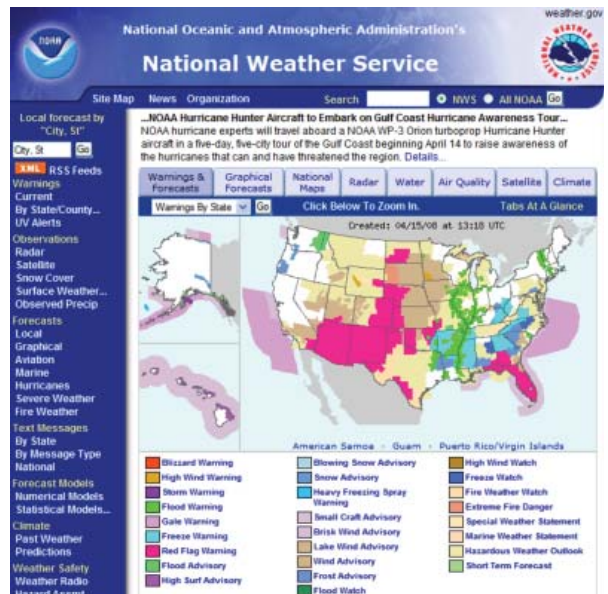 weather.gov
NOAA
National Oceanic and Atmospheric Administration's
National Weather Service
NATIONAL WEATHER SERVICE
Site Map News Organization Search NWS All NOAA Go
Local forecast by
"City, St"
City, St Go
XML RSS Feeds
Warnings
Current
By State/County...
UV Alerts
Observations
Radar
Satellite
Snow Cover
Surface Weather...
Observed Precip
Forecasts
Local
Graphical
Aviation
Marine
Hurricanes
Severe Weather
Fire Weather
Text Messages
By State
By Message Type
National
Forecast Models
Numerical Models
Statistical Models...
Climate
Past Weather
Predictions
Weather Safety
Weather Radio
...NOAA Hurricane Hunter Aircraft to Embark on Gulf Coast Hurricane Awareness Tour...
NOAA hurricane experts will travel aboard a NOAA WP-3 Orion turboprop Hurricane Hunter
aircraft in a five-day, five-city tour of the Gulf Coast beginning April 14 to raise awareness of
the hurricanes that can and have threatened the region. Details...
Warnings & Forecasts
Graphical Forecasts
National Maps
Radar
Water
Air Quality
Satellite
Climate
Warnings By State Go Click Below To Zoom In. Tabs At A Glance
Created: 04/15/08 at 13:18 UTC
American Samoa - Guam - Puerto Rico/Virgin Islands
Blizzard Warning
High Wind Warning
Storm Warning
Flood Warning
Gale Warning
Freeze Warning
Red Flag Warning
Flood Advisory
High Surf Advisory
Blowing Snow Advisory
Snow Advisory
Heavy Freezing Spray
Warning
Small Craft Advisory
Brisk Wind Advisory
Lake Wind Advisory
Wind Advisory
Frost Advisory
Flood Watch
High Wind Watch
Freeze Watch
Fire Weather Watch
Extreme Fire Danger
Special Weather Statement
Marine Weather Statement
Hazardous Weather Outlook
Short Term Forecast